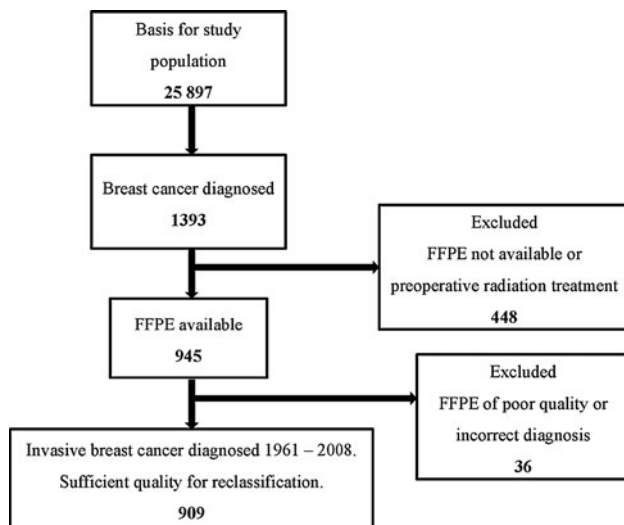 Basis for study
population
25 897
Breast cancer diagnosed
1393
Excluded
FFPE not available or
preoperative radiation treatment
448
FFPE available
945
Excluded
FFPE of poor quality or
incorrect diagnosis
36
Invasive breast cancer diagnosed 1961 – 2008.
Sufficient quality for reclassification.
909